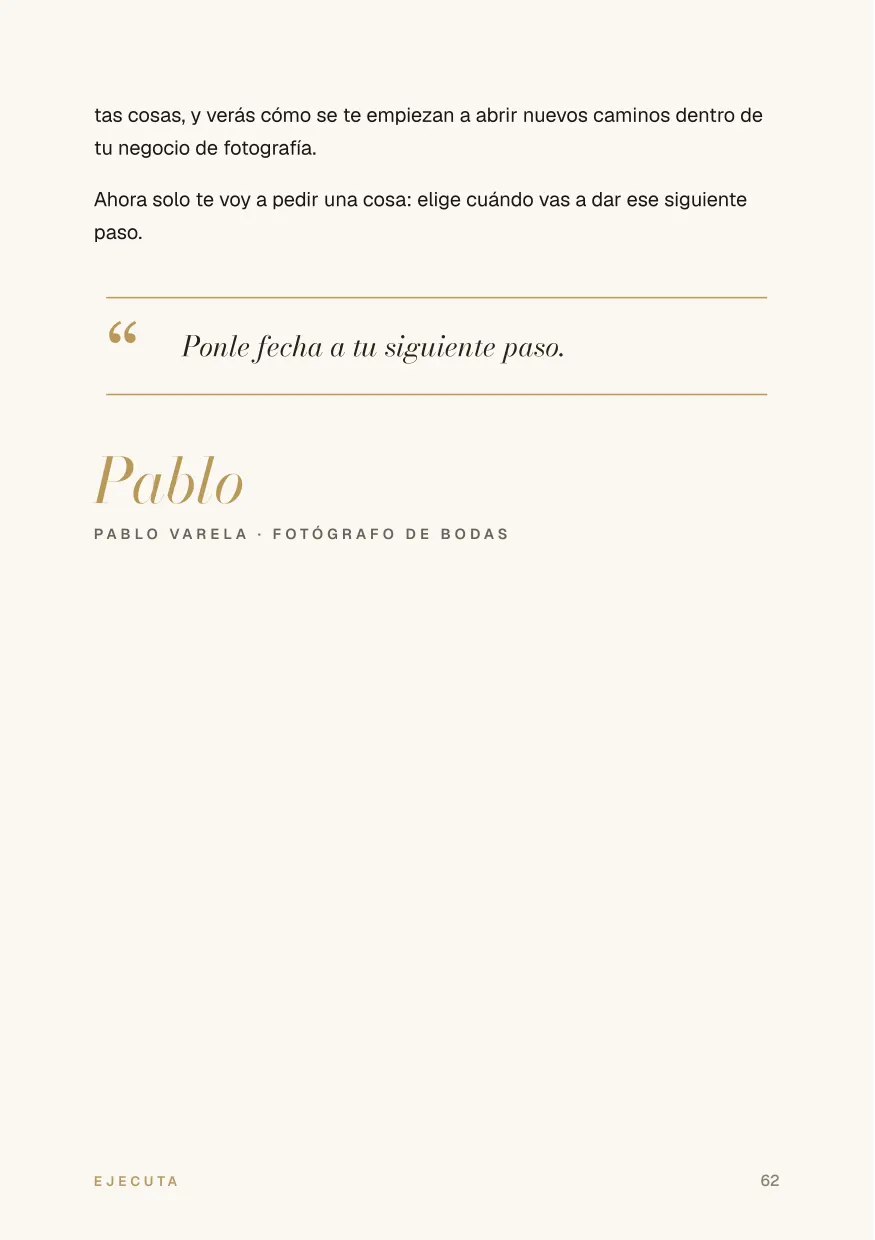 tas cosas, y verás cómo se te empiezan a abrir nuevos caminos dentro de
tu negocio de fotografía.
Ahora solo te voy a pedir una cosa: elige cuándo vas a dar ese siguiente
paso.
“ Ponle fecha a tu siguiente paso.
Pablo
PABLO VARELA · FOTÓGRAFO DE BODAS
EJECUTA 62